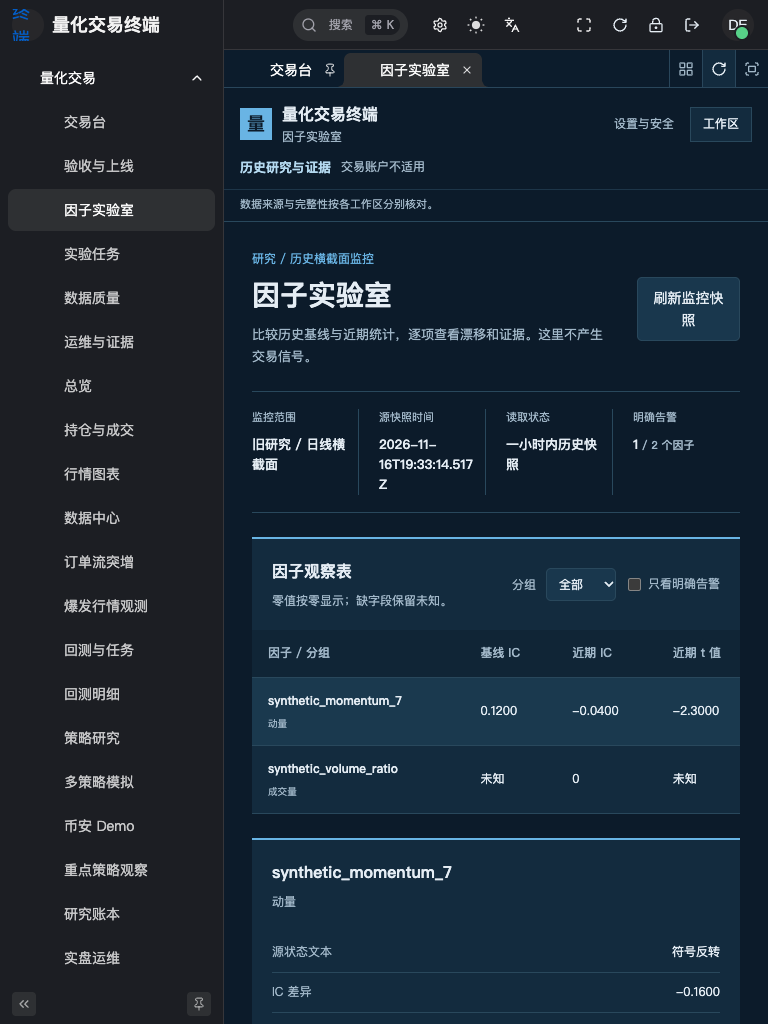 终端
量化交易终端
搜索
⌘ K
DE
量化交易
交易台
验收与上线
因子实验室
实验任务
数据质量
运维与证据
总览
持仓与成交
行情图表
数据中心
订单流突增
爆发行情观测
回测与任务
回测明细
策略研究
多策略模拟
币安 Demo
重点策略观察
研究账本
实盘运维
交易台
因子实验室
量
量化交易终端
因子实验室
设置与安全
工作区
历史研究与证据
交易账户不适用
数据来源与完整性按各工作区分别核对。
研究 / 历史横截面监控
因子实验室
比较历史基线与近期统计，逐项查看漂移和证据。这里不产生
交易信号。
刷新监控快
照
监控范围
旧研究 / 日线横
截面
源快照时间
2026-11-
16T19:33:14.517
Z
读取状态
一小时内历史快
照
明确告警
1 / 2 个因子
因子观察表
零值按零显示；缺字段保留未知。
分组
全部
只看明确告警
因子 / 分组
基线 IC
近期 IC
近期 t 值
synthetic_momentum_7
动量
0.1200
−0.0400
−2.3000
synthetic_volume_ratio
成交量
未知
0
未知
synthetic_momentum_7
动量
源状态文本
符号反转
IC 差异
−0.1600